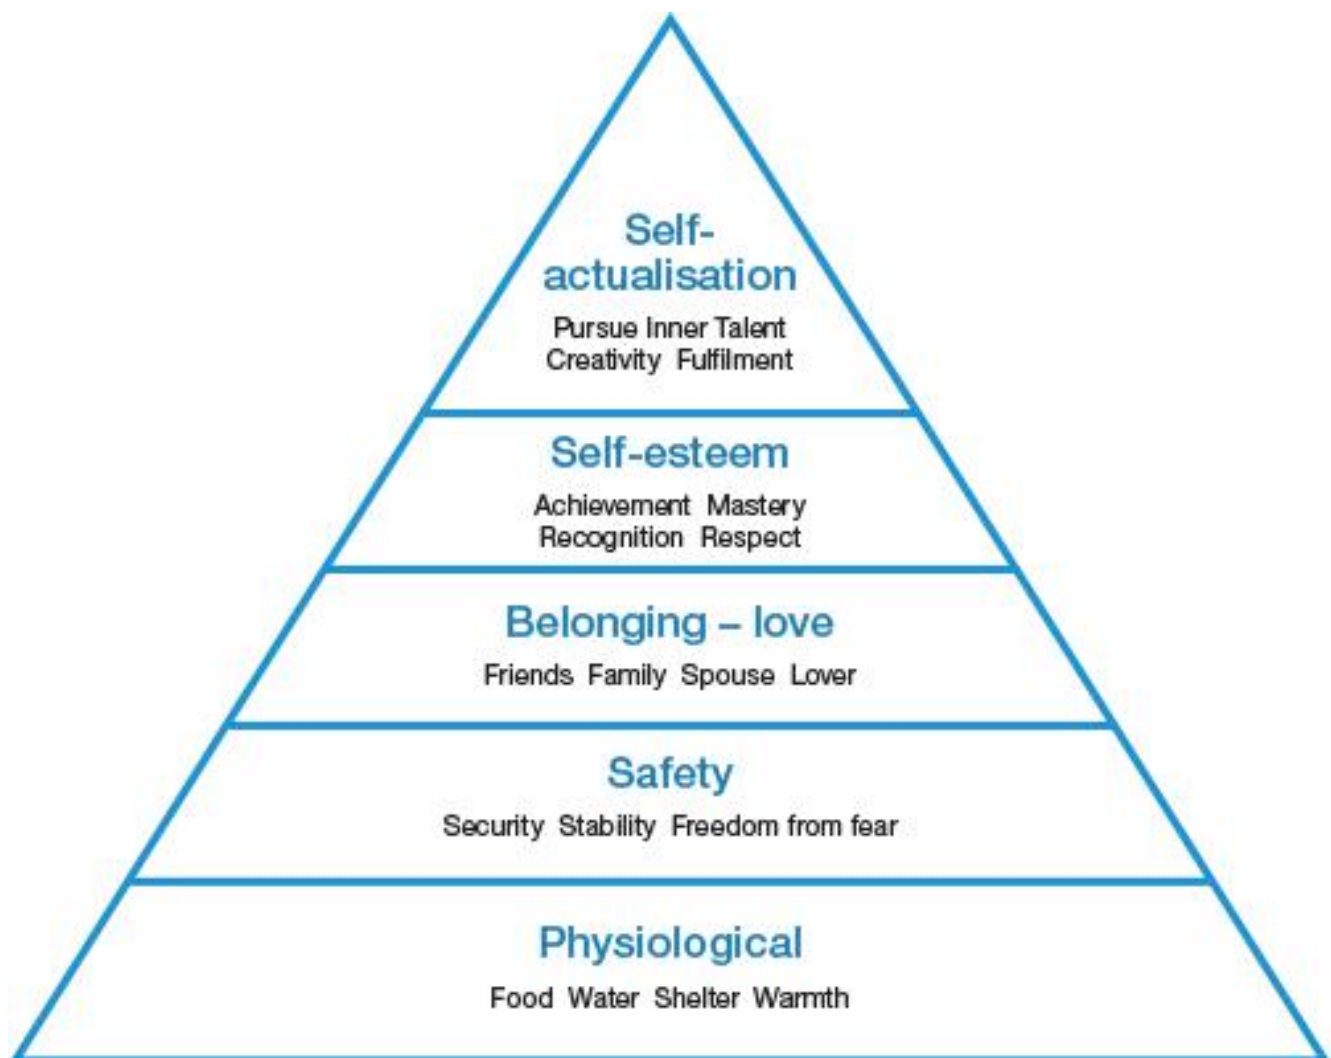 Self-
actualisation
Pursue Inner Talent
Creativity Fulfilment
Self-esteem
Achievement Mastery
Recognition Respect
Belonging – love
Friends Family Spouse Lover
Safety
Security Stability Freedom from fear
Physiological
Food Water Shelter Warmth